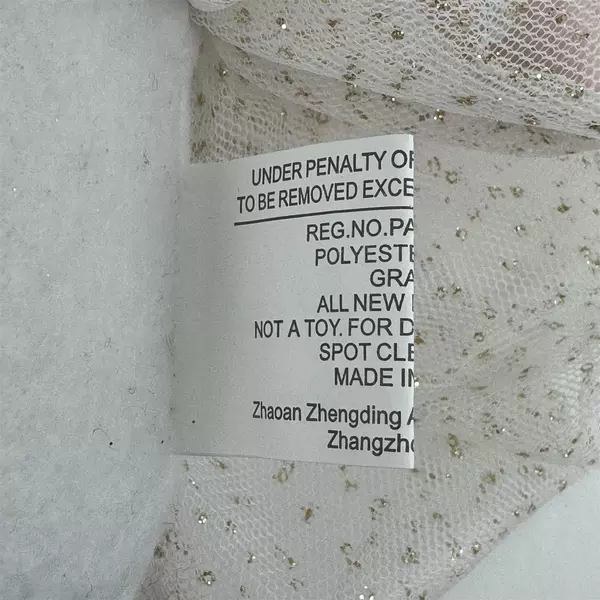 UNDER PENALTY OF
TO BE REMOVED EXCE
REG.NO.PA
POLYESTE
GRA
ALL NEW
NOT A TOY. FOR D
SPOT CLE
MADE IN
Zhaoan Zhengding A
Zhangzho